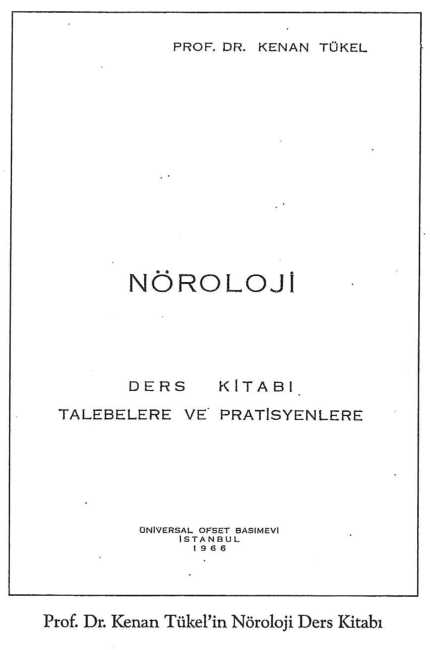 PROF. DR. KENAN TÜKEL
NÖROLOJİ
DERS KİTABI
TALEBELERE VE PRATİSYENLERE
ÜNİVERSAL OFSET BASIMEVİ
İSTANBUL
1966
Prof. Dr. Kenan Tükel'in Nöroloji Ders Kitabı